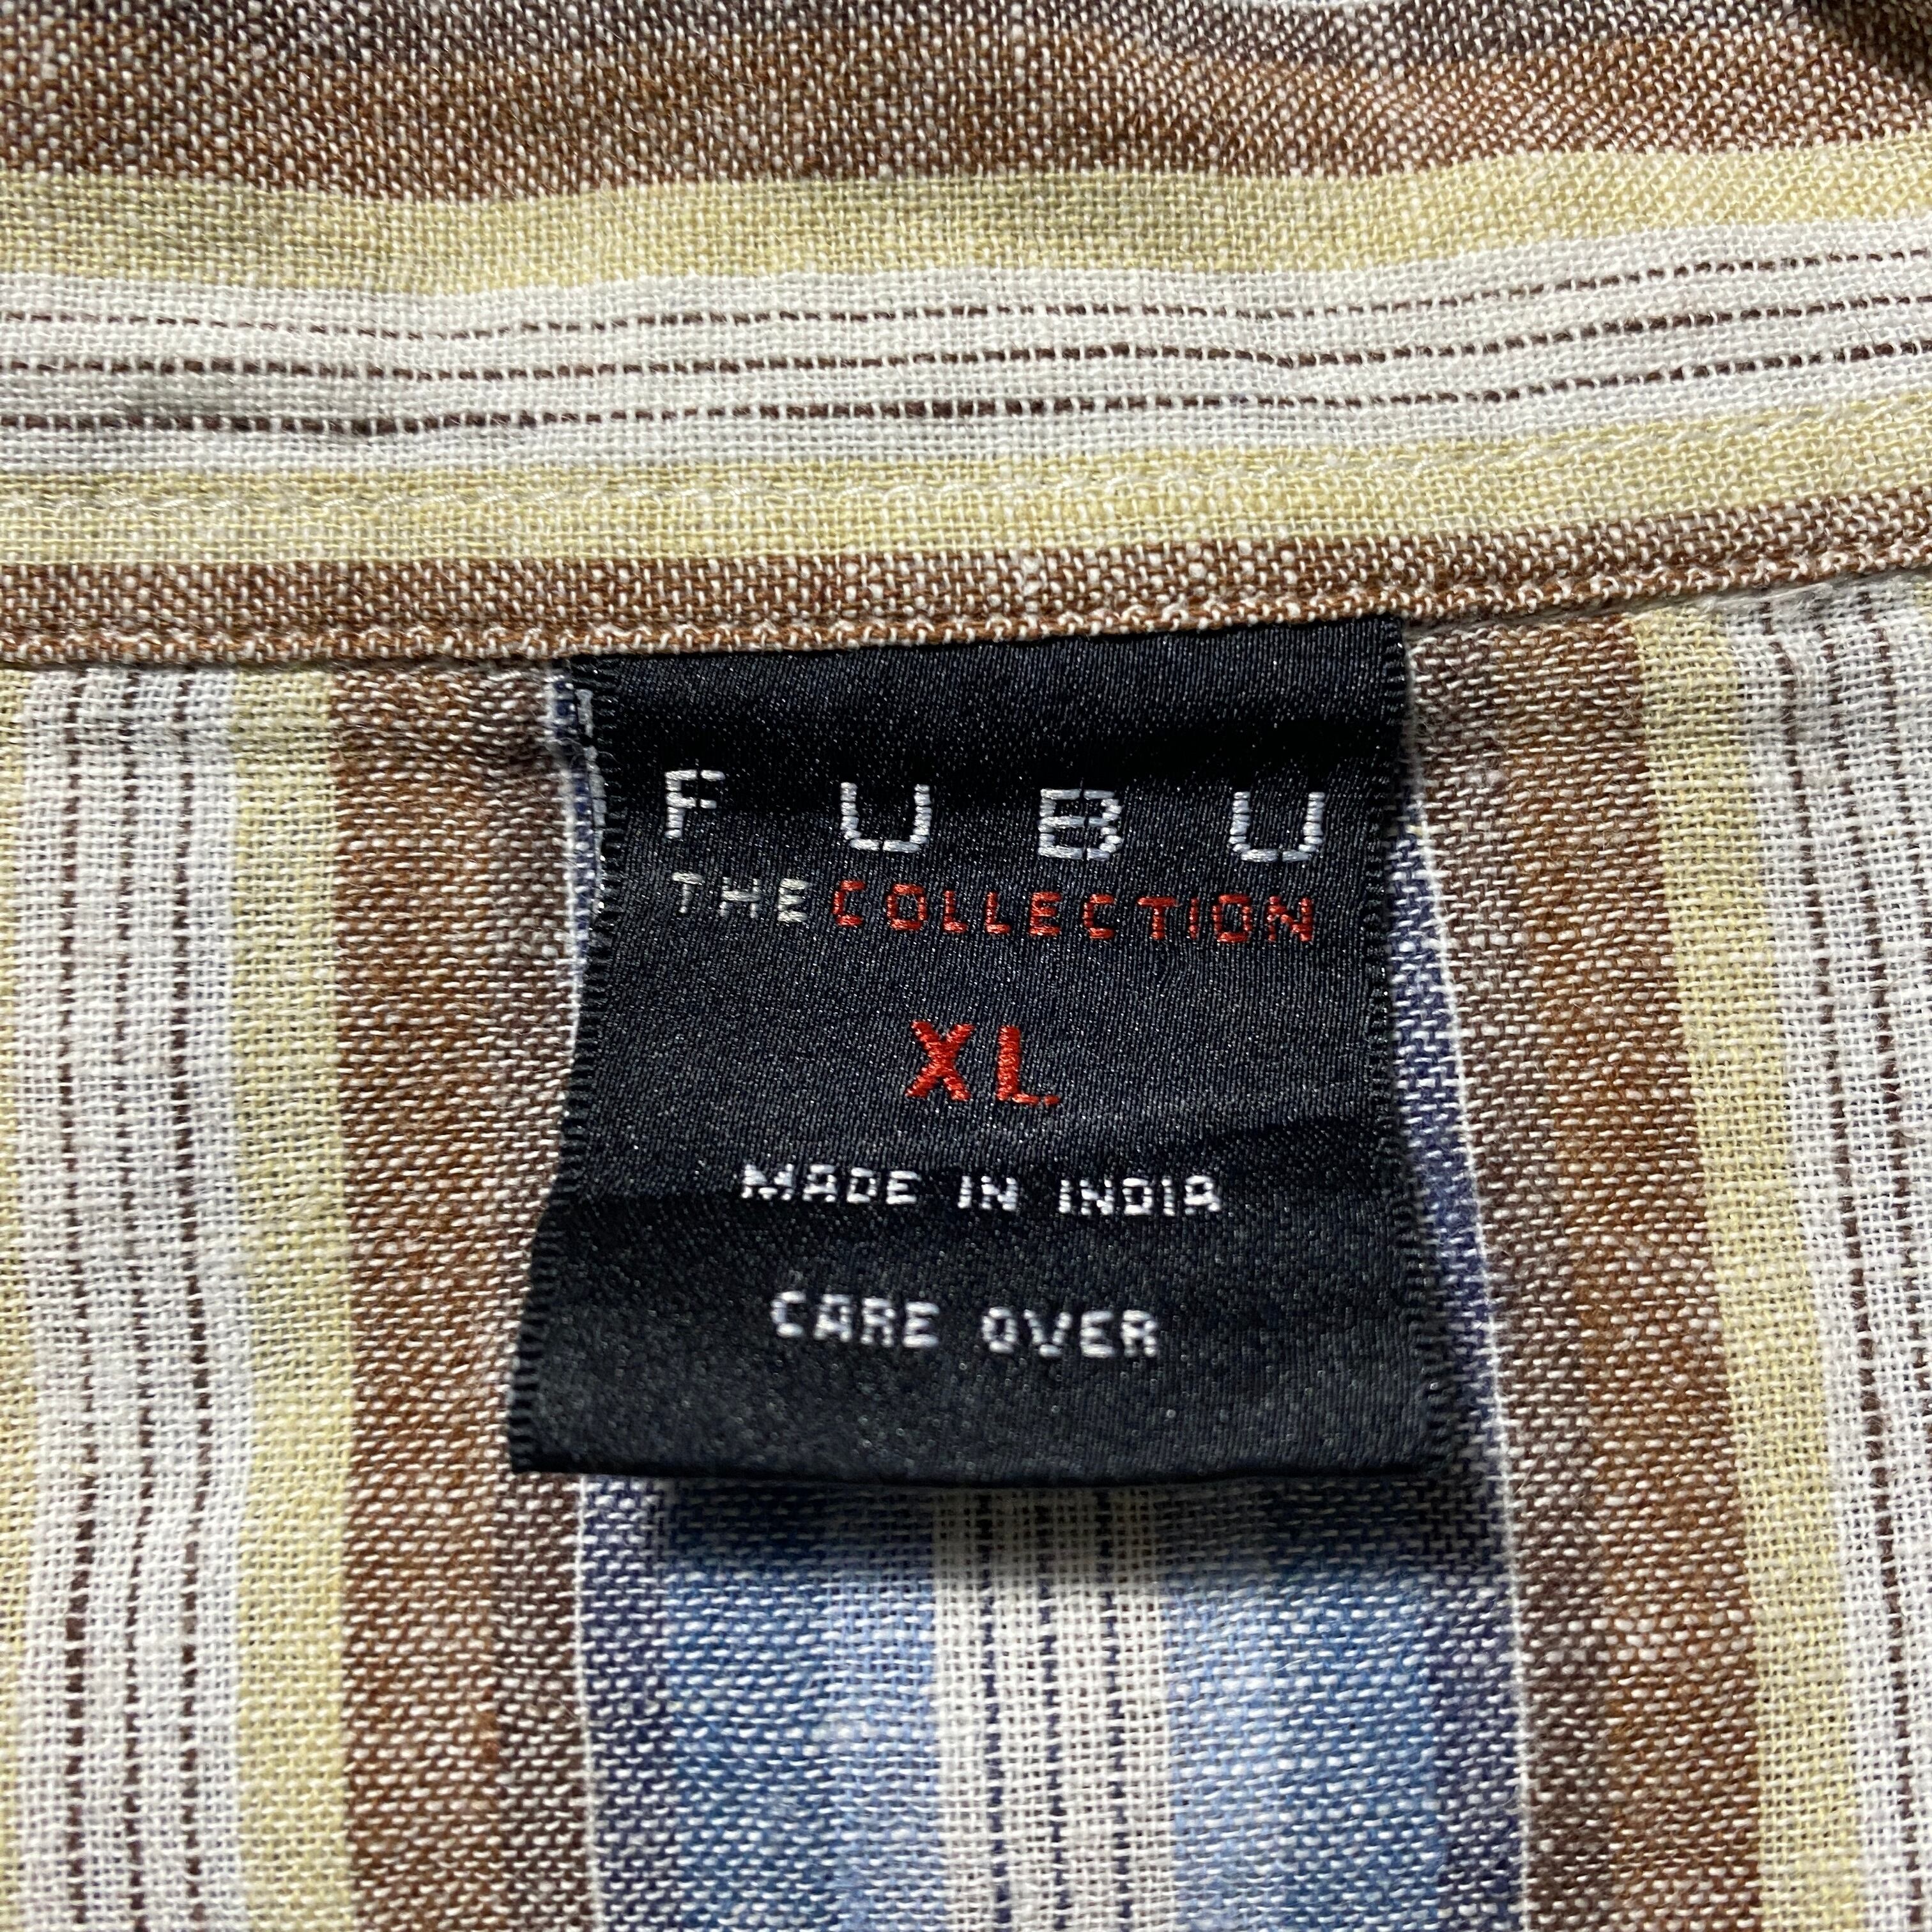 FUBU
THE COLLECTION
XL
MADE IN INDIA
CARE OVER